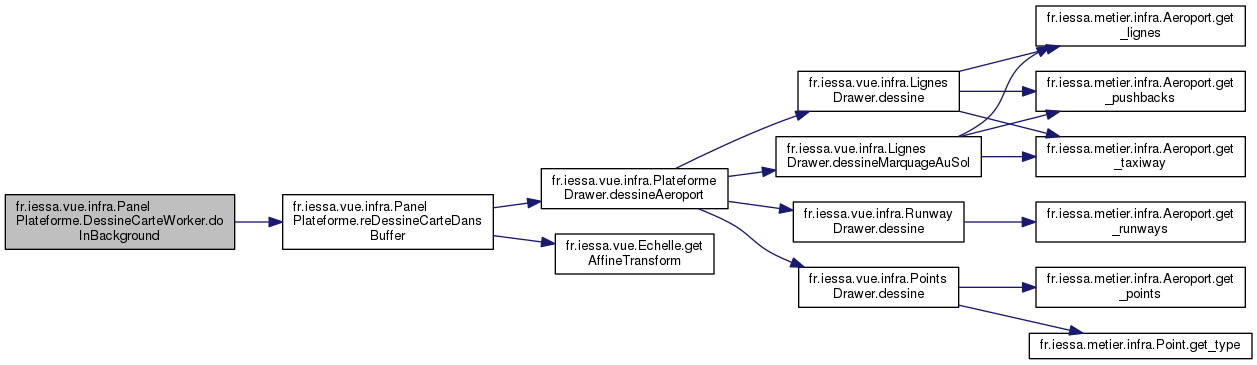 fr.iessa.vue.infra.Panel
Plateforme.DessineCarteWorker.do
InBackground
fr.iessa.vue.infra.Panel
Plateforme.reDessineCarteDans
Buffer
fr.iessa.vue.infra.Plateforme
Drawer.dessineAeroport
fr.iessa.vue.Echelle.get
AffineTransform
fr.iessa.vue.infra.Lignes
Drawer.dessine
fr.iessa.vue.infra.Lignes
Drawer.dessineMarquageAuSol
fr.iessa.vue.infra.Runway
Drawer.dessine
fr.iessa.vue.infra.Points
Drawer.dessine
fr.iessa.metier.infra.Aeroport.get
_lignes
fr.iessa.metier.infra.Aeroport.get
_pushbacks
fr.iessa.metier.infra.Aeroport.get
_taxiway
fr.iessa.metier.infra.Aeroport.get
_runways
fr.iessa.metier.infra.Aeroport.get
_points
fr.iessa.metier.infra.Point.get_type